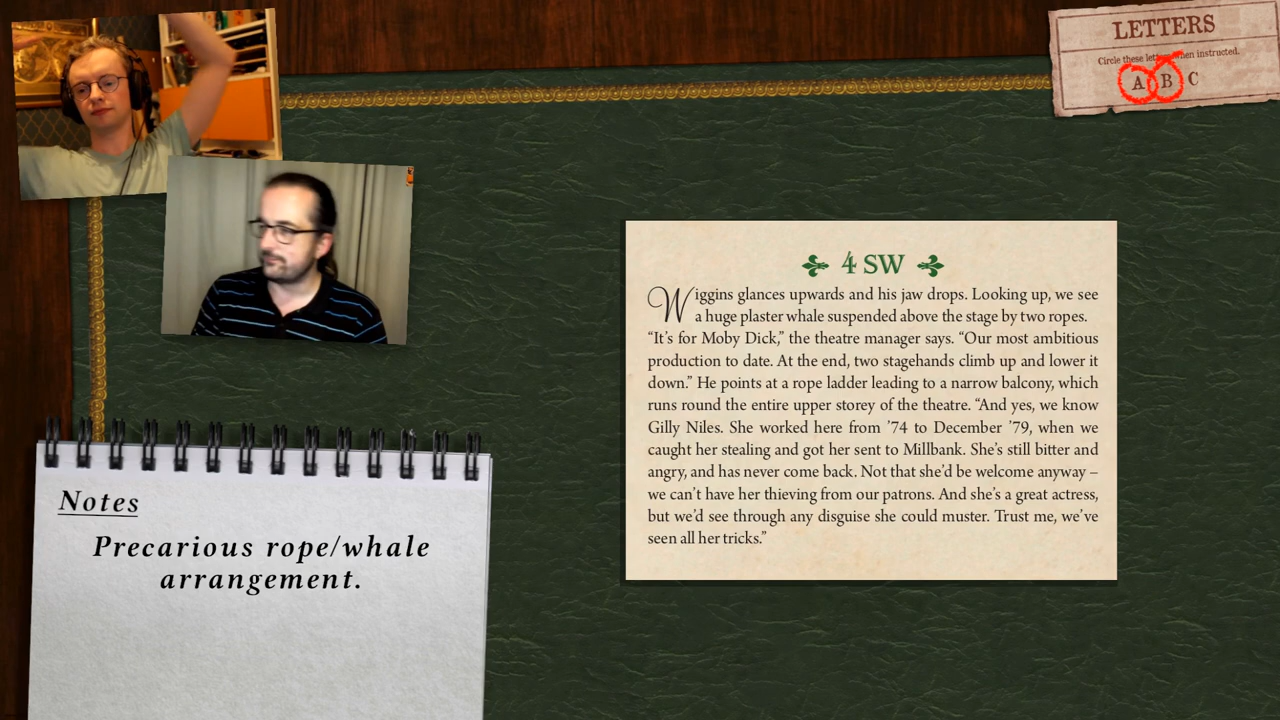 LETTERS
Circle these letters when instructed.
A B C
4 SW
Wiggins glances upwards and his jaw drops. Looking up, we see
a huge plaster whale suspended above the stage by two ropes.
“It’s for Moby Dick,” the theatre manager says. “Our most ambitious
production to date. At the end, two stagehands climb up and lower it
down.” He points at a rope ladder leading to a narrow balcony, which
runs round the entire upper storey of the theatre. “And yes, we know
Gilly Niles. She worked here from ’74 to December ’79, when we
caught her stealing and got her sent to Millbank. She’s still bitter and
angry, and has never come back. Not that she’d be welcome anyway –
we can’t have her thieving from our patrons. And she’s a great actress,
but we’d see through any disguise she could muster. Trust me, we’ve
seen all her tricks.”
Notes
Precarious rope/whale
arrangement.